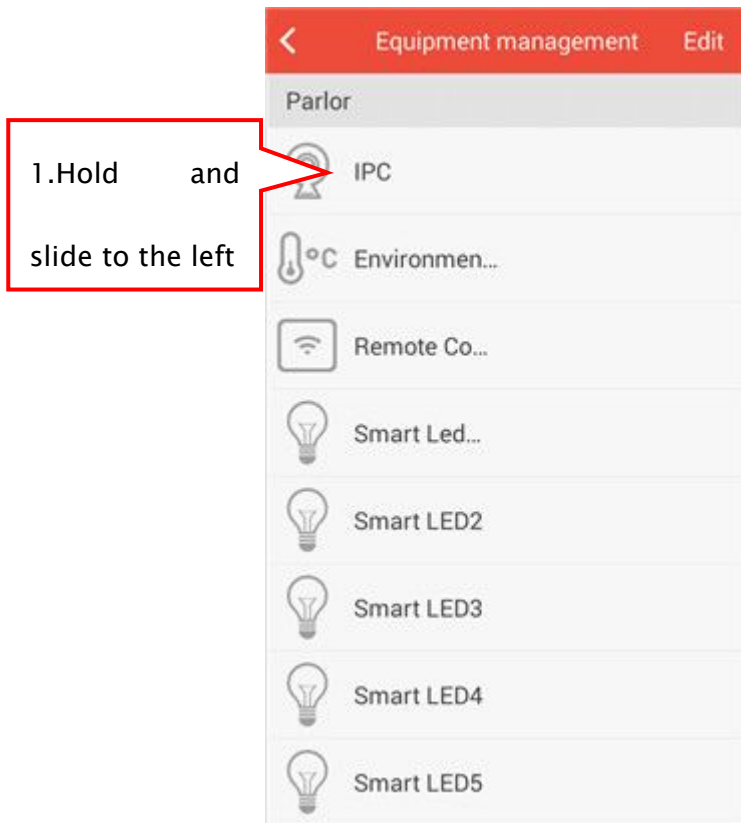 Equipment management Edit
Parlor
1.Hold and
slide to the left
IPC
°C Environmen...
Remote Co...
Smart Led...
Smart LED2
Smart LED3
Smart LED4
Smart LED5